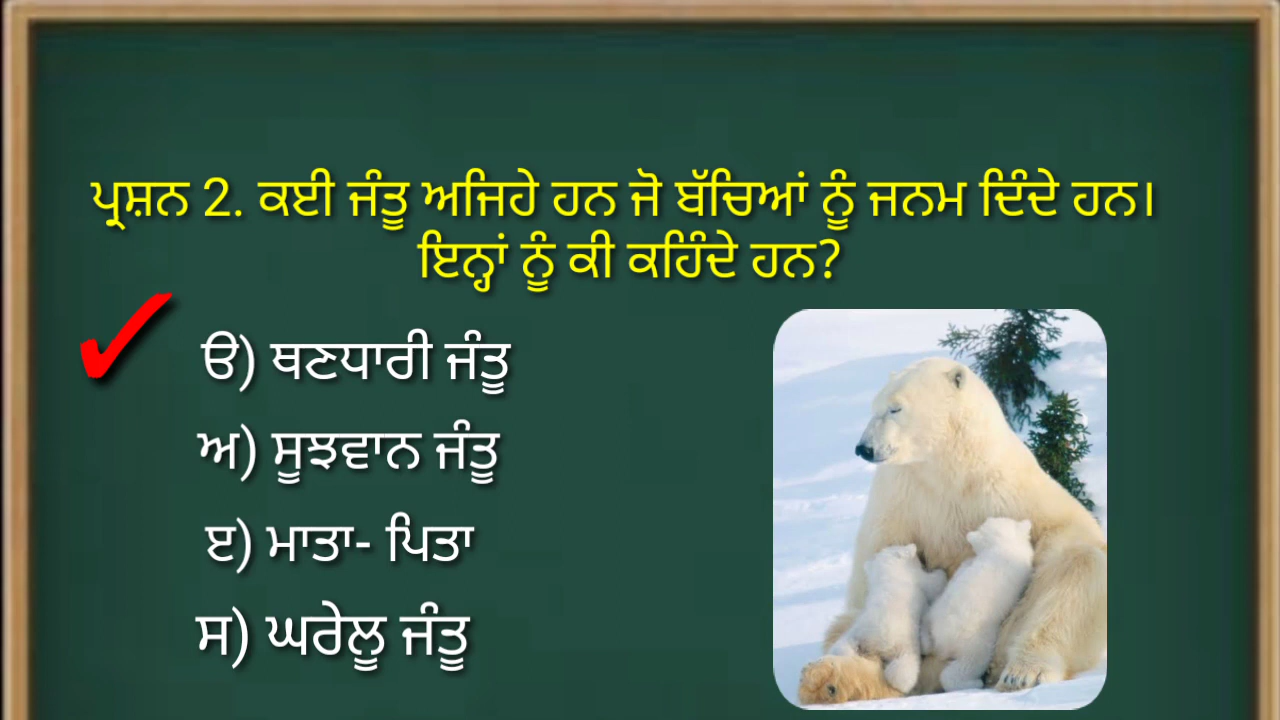 ਪ੍ਰਸ਼ਨ 2. ਕਈ ਜੰਤੂ ਅਜਿਹੇ ਹਨ ਜੋ ਬੱਚਿਆਂ ਨੂੰ ਜਨਮ ਦਿੰਦੇ ਹਨ।
ਇਨ੍ਹਾਂ ਨੂੰ ਕੀ ਕਹਿੰਦੇ ਹਨ?
ੳ) ਥਣਧਾਰੀ ਜੰਤੂ
ਅ) ਸੂਝਵਾਨ ਜੰਤੂ
ੲ) ਮਾਤਾ- ਪਿਤਾ
ਸ) ਘਰੇਲੂ ਜੰਤੂ